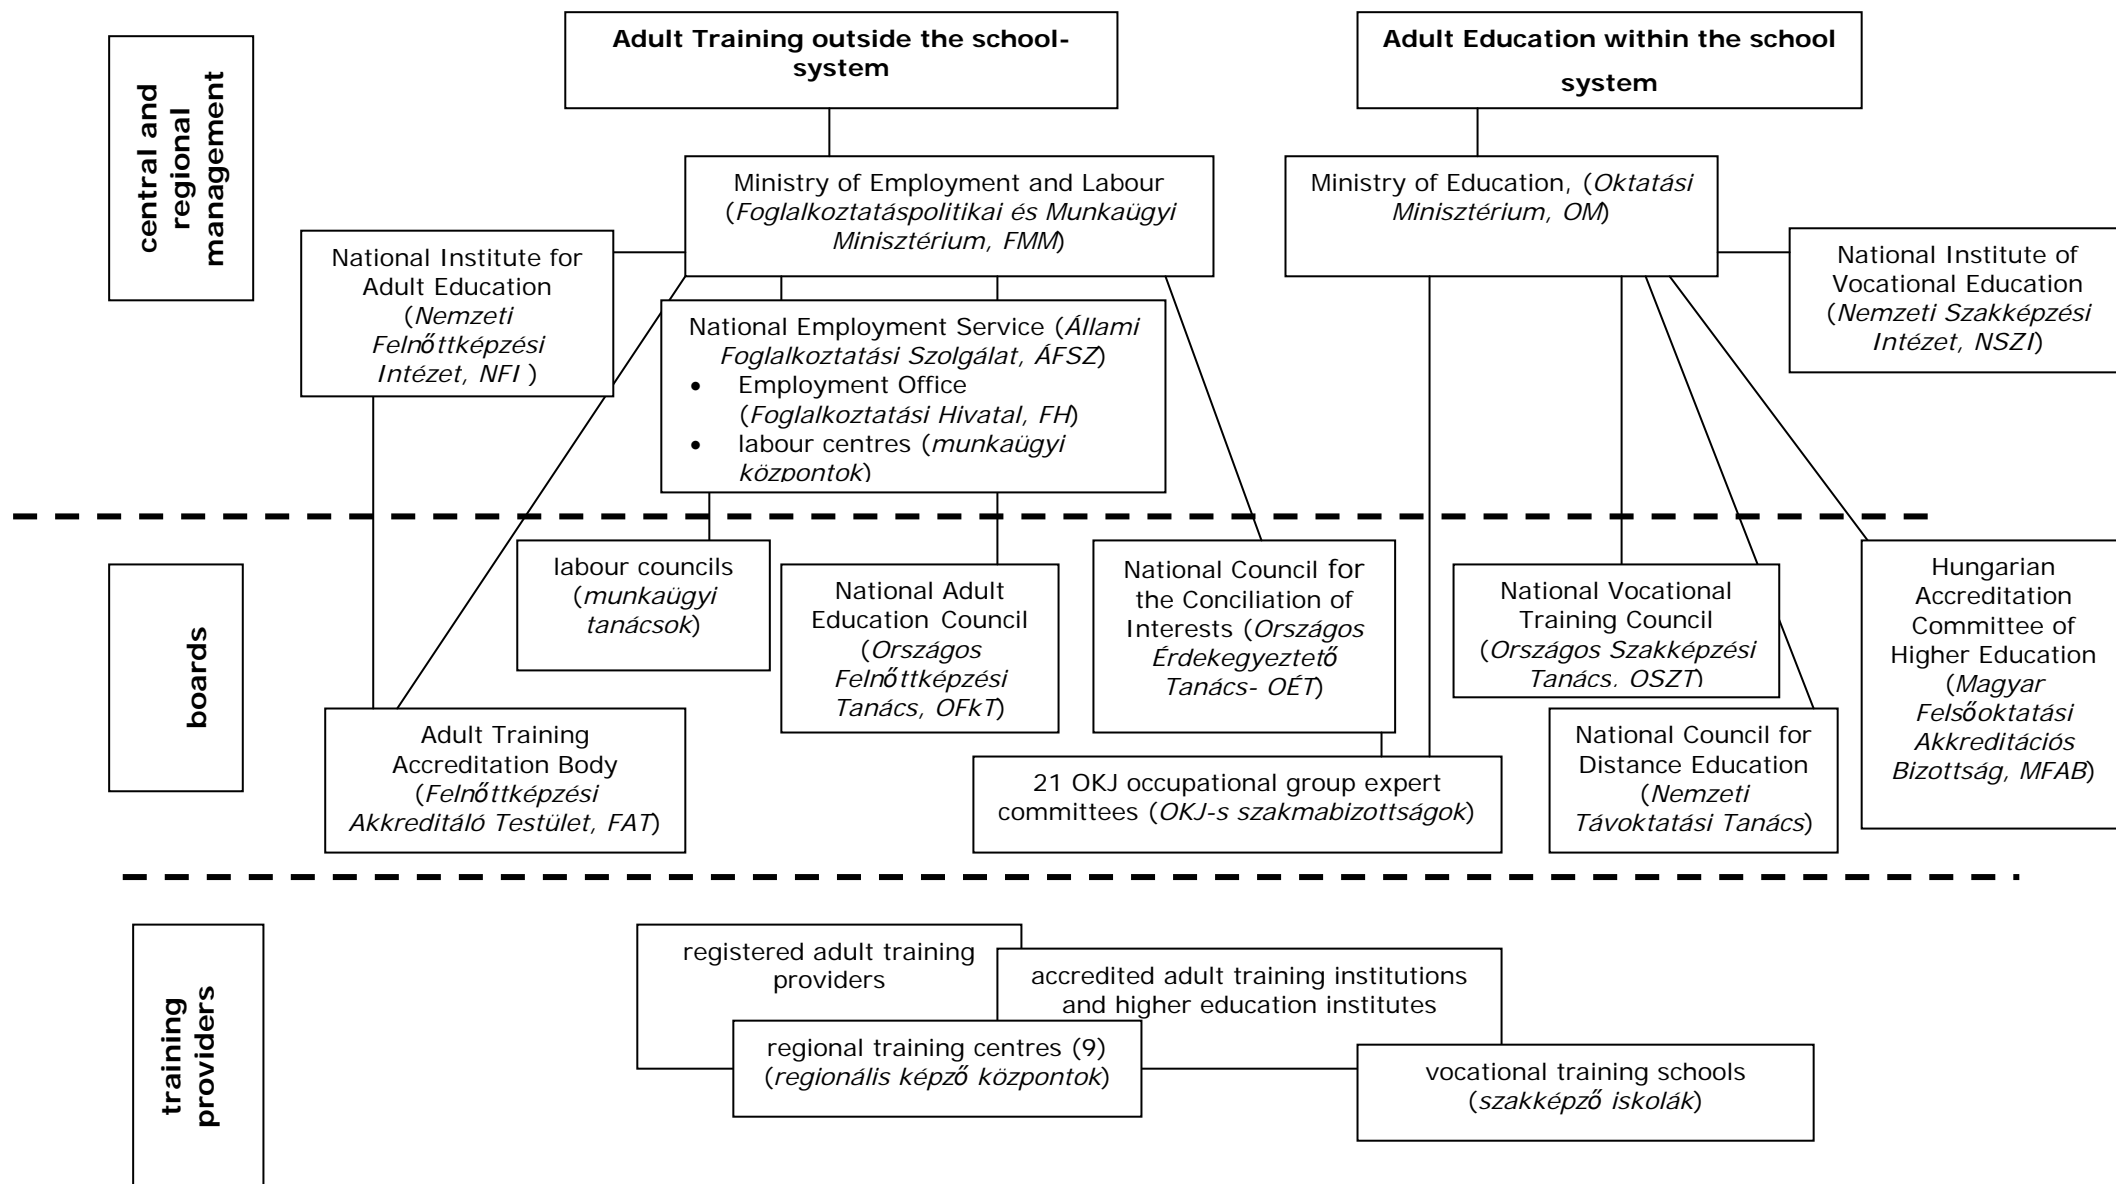 Adult Training outside the school-
system
Adult Education within the school
system
central and
regional
management
Ministry of Employment and Labour
(Foglalkoztatáspolitikai és Munkaügyi
Minisztérium, FMM)
Ministry of Education, (Oktatási
Minisztérium, OM)
National Institute for
Adult Education
(Nemzeti
Felnőttképzési
Intézet, NFI )
National Employment Service (Állami
Foglalkoztatási Szolgálat, ÁFSZ)
• Employment Office
(Foglalkoztatási Hivatal, FH)
• labour centres (munkaügyi
központok)
National Institute of
Vocational Education
(Nemzeti Szakképzési
Intézet, NSZI)
boards
labour councils
(munkaügyi
tanácsok)
National Adult
Education Council
(Országos
Felnőttképzési
Tanács, OFkT)
National Council for
the Conciliation of
Interests (Országos
Érdekegyeztető
Tanács- OÉT)
National Vocational
Training Council
(Országos Szakképzési
Tanács, OSZT)
Hungarian
Accreditation
Committee of
Higher Education
(Magyar
Felsőoktatási
Akkreditációs
Bizottság, MFAB)
Adult Training
Accreditation Body
(Felnőttképzési
Akkreditáló Testület, FAT)
21 OKJ occupational group expert
committees (OKJ-s szakmabizottságok)
National Council for
Distance Education
(Nemzeti
Távoktatási Tanács)
training
providers
registered adult training
providers
accredited adult training institutions
and higher education institutes
regional training centres (9)
(regionális képző központok)
vocational training schools
(szakképző iskolák)